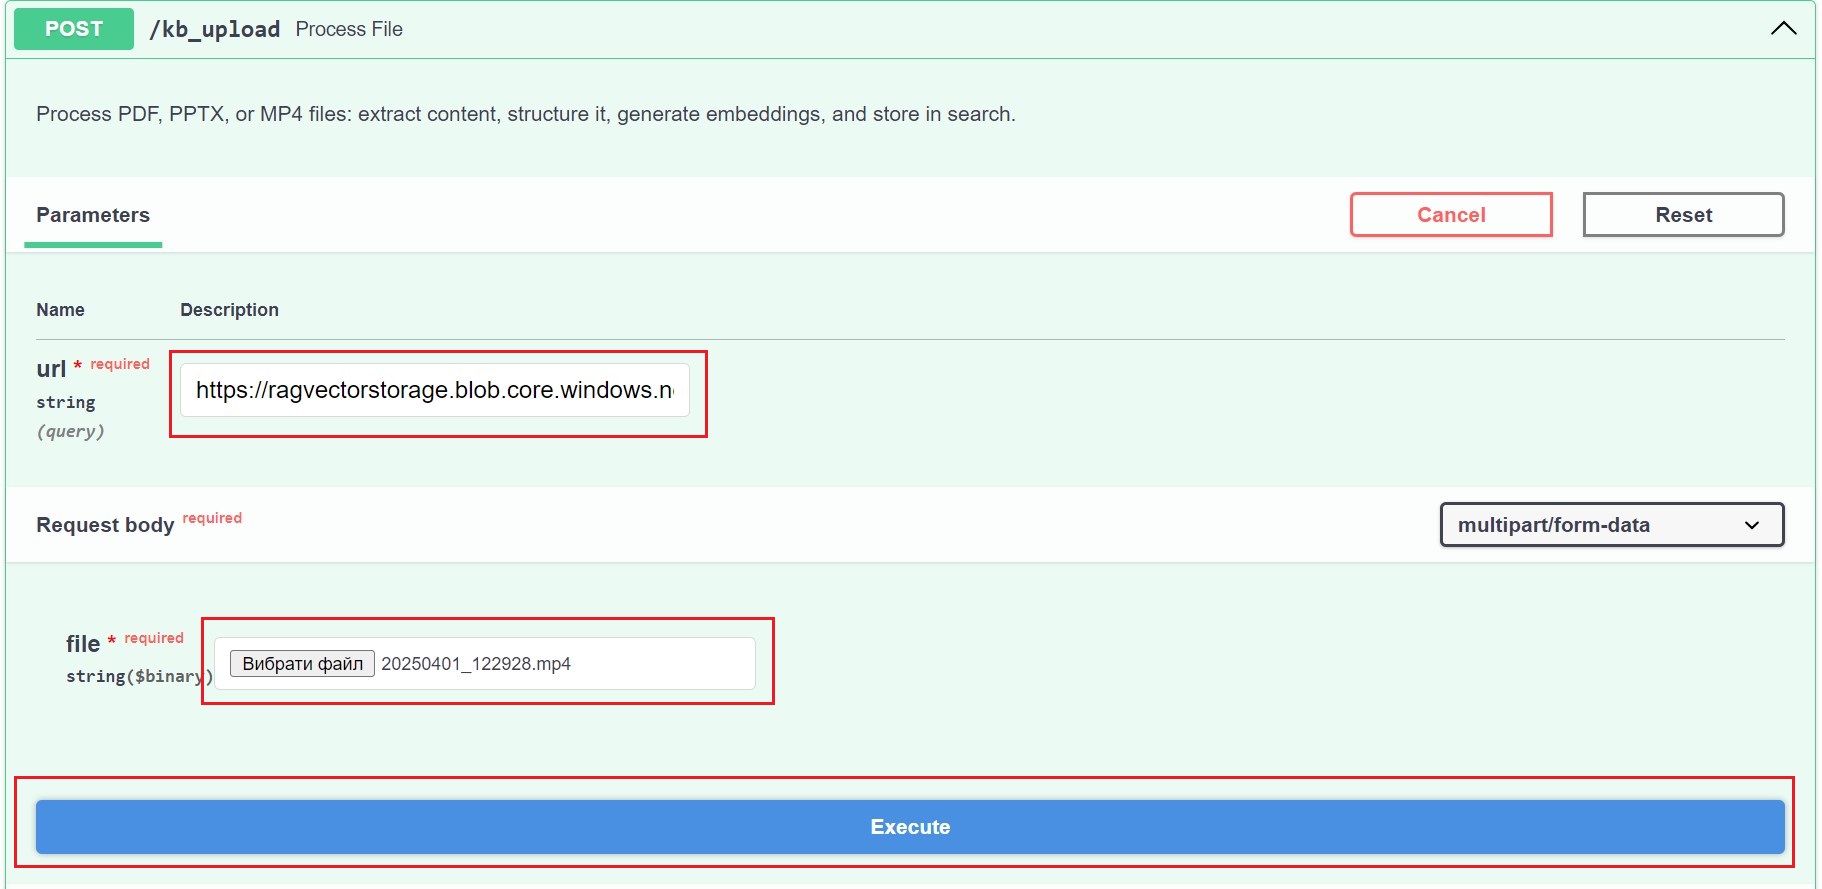 POST /kb_upload Process File
Process PDF, PPTX, or MP4 files: extract content, structure it, generate embeddings, and store in search.
Parameters
Cancel
Reset
Name Description
url * required
string
(query)
https://ragvectorstorage.blob.core.windows.n
Request body required
multipart/form-data
file * required
string($binary)
Вибрати файл 20250401_122928.mp4
Execute